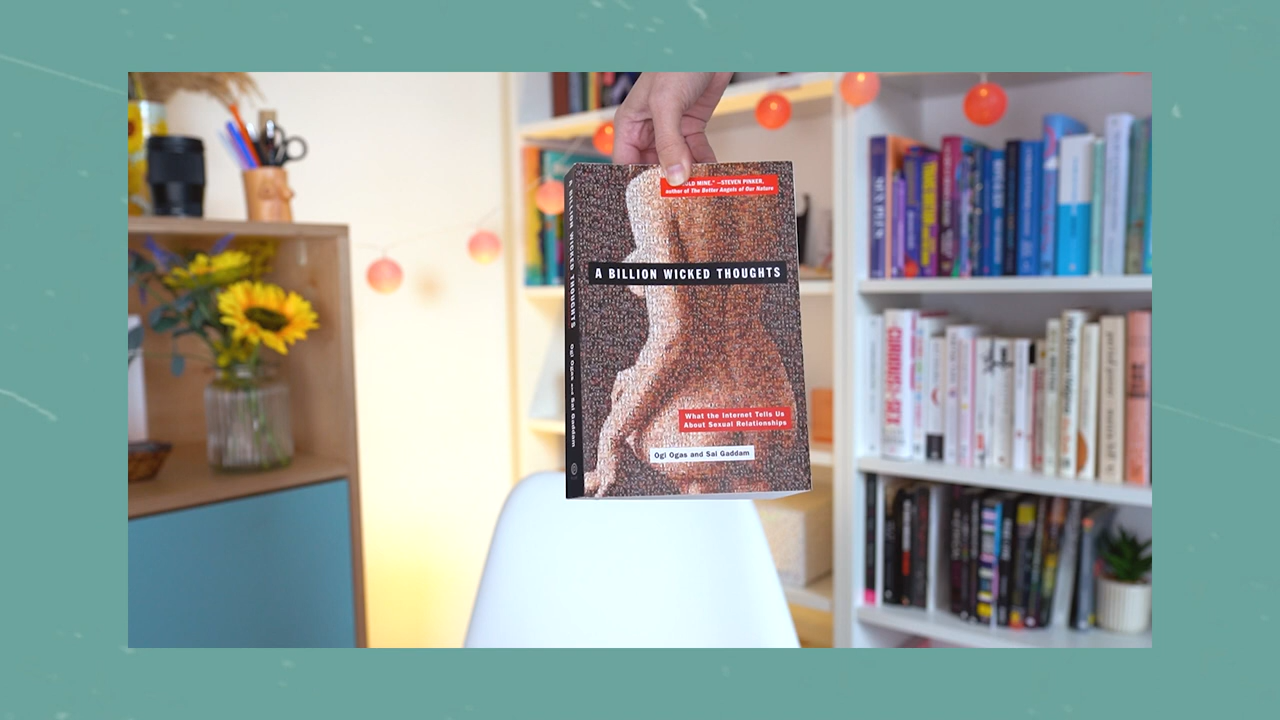 OLD MINE." —STEVEN PINKER,
author of The Better Angels of Our Nature
A BILLION WICKED THOUGHTS
What the Internet Tells Us
About Sexual Relationships
Ogi Ogas and Sai Gaddam
A BILLION WICKED THOUGHTS
Ogi Ogas and Sai Gaddam